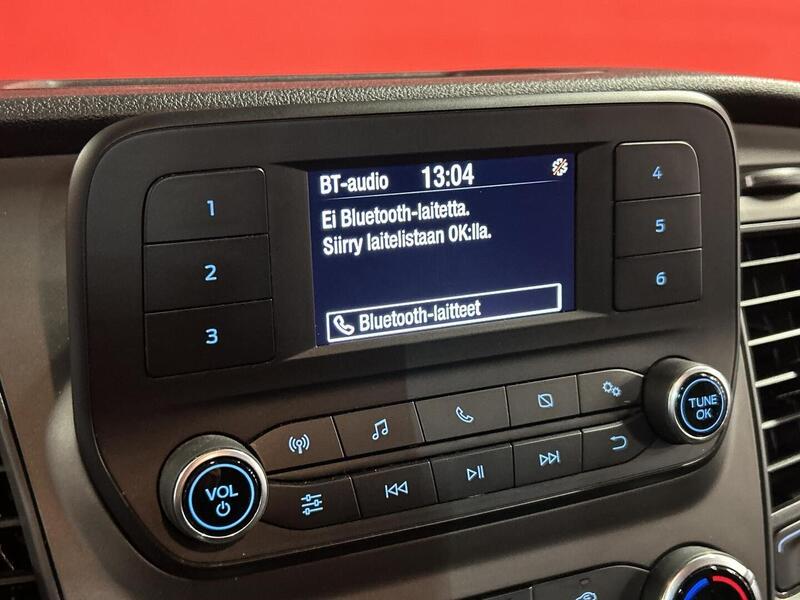 BT-audio 13:04
Ei Bluetooth-laitetta.
Siirry laitelistaan OK:lla.
Bluetooth-laitteet
1
2
3
4
5
6
VOL
TUNE
OK